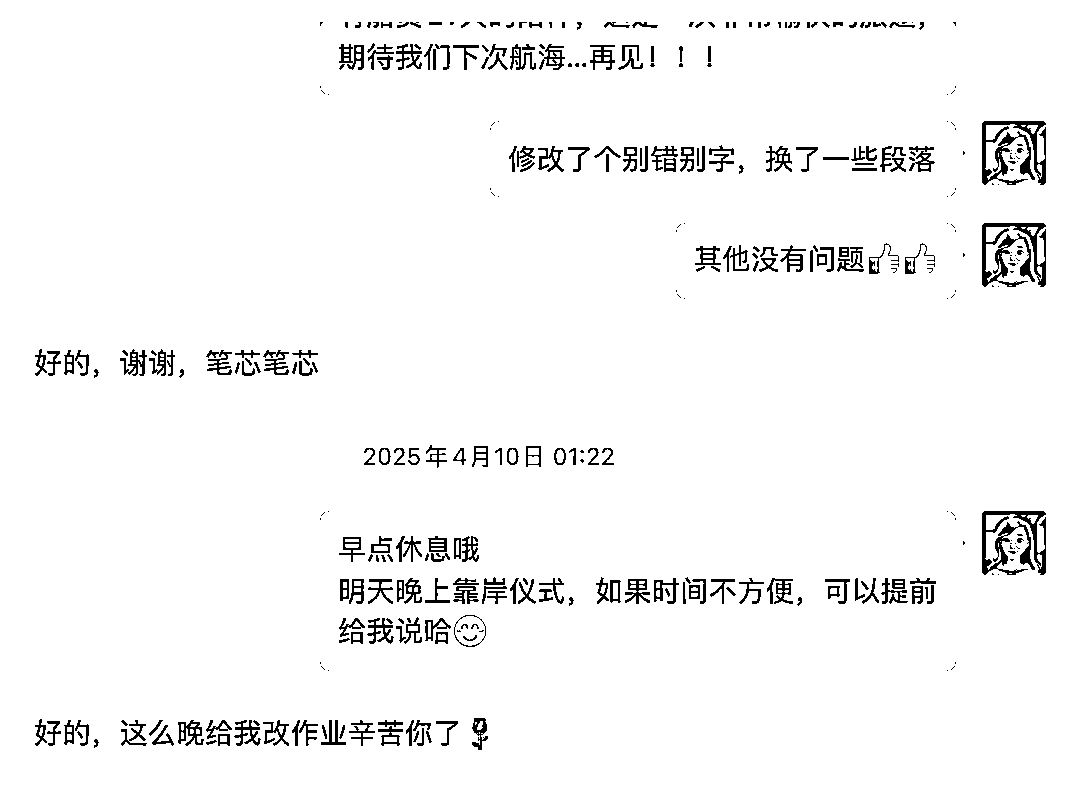 期待我们下次航海...再见！！！
修改了个别错别字，换了一些段落
其他没有问题👍👍
好的，谢谢，笔芯笔芯
2025年4月10日 01:22
早点休息哦
明天晚上靠岸仪式，如果时间不方便，可以提前
给我说哈😊
好的，这么晚给我改作业辛苦你了🌹